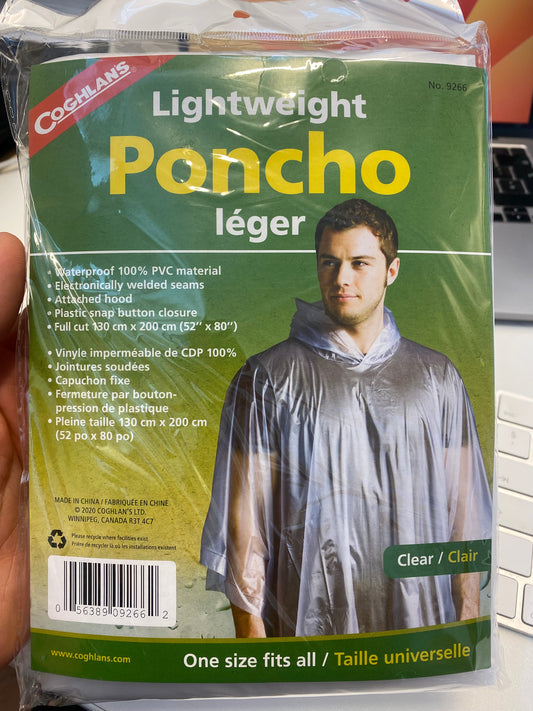 COGHLAN'S
No. 9266
Lightweight
Poncho
léger
• Waterproof 100% PVC material
• Electronically welded seams
• Attached hood
• Plastic snap button closure
• Full cut 130 cm x 200 cm (52″ x 80″)
• Vinyle imperméable de CDP 100%
• Jointures soudées
• Capuchon fixe
• Fermeture par bouton-
pression de plastique
• Pleine taille 130 cm x 200 cm
(52 po x 80 po)
MADE IN CHINA / FABRIQUÉE EN CHINE
© 2020 COGHLAN'S LTD.
WINNIPEG, CANADA R3T 4C7
Please recycle where facilities exist.
Prière de recycler là où les installations existent
0 56389 09266 2
Clear / Clair
www.coghlans.com
One size fits all / Taille universelle